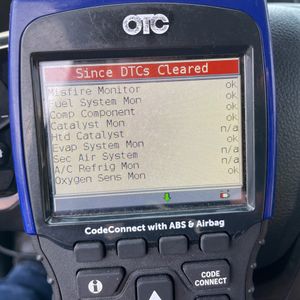 OTC
Since DTCs Cleared
Misfire Monitor ok
Fuel System Mon ok
Comp Component ok
Catalyst Mon ok
Htd Catalyst n/a
Evap System Mon ok
Sec Air System n/a
A/C Refrig Mon n/a
Oxygen Sens Mon ok
CodeConnect with ABS & Airbag
i
CODE
CONNECT